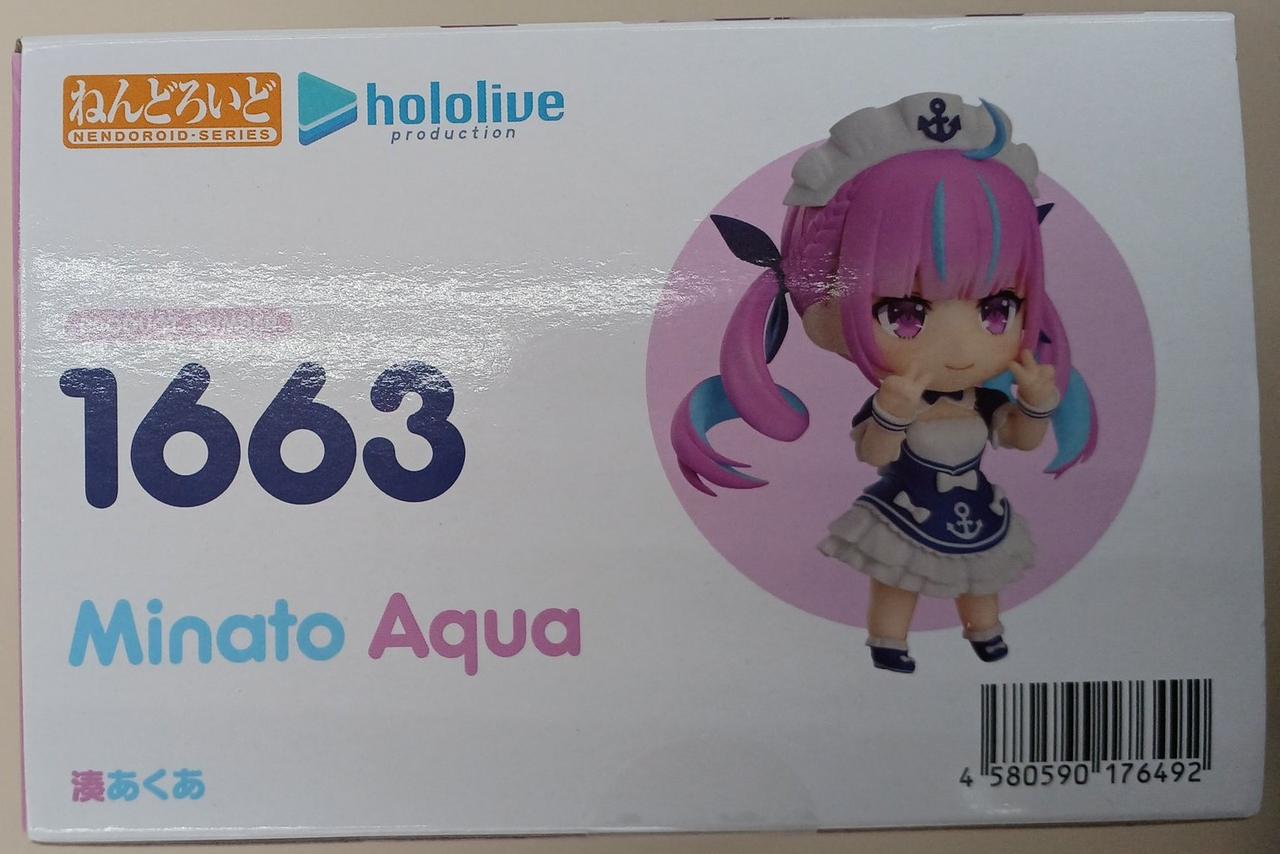 ねんどろいど
NENDOROID-SERIES
hololive
production
1663
Minato Aqua
湊あくあ
4 580590 176492